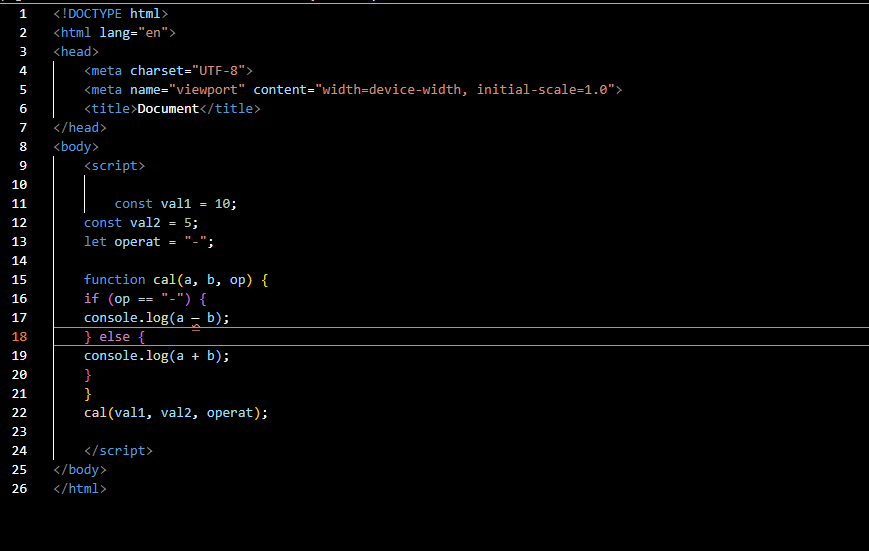 1 <!DOCTYPE html>
2 <html lang="en">
3 <head>
4 <meta charset="UTF-8">
5 <meta name="viewport" content="width=device-width, initial-scale=1.0">
6 <title>Document</title>
7 </head>
8 <body>
9 <script>
10
11 const val1 = 10;
12 const val2 = 5;
13 let operat = "-";
14
15 function cal(a, b, op) {
16 if (op == "-") {
17 console.log(a – b);
18 } else {
19 console.log(a + b);
20 }
21 }
22 cal(val1, val2, operat);
23
24 </script>
25 </body>
26 </html>